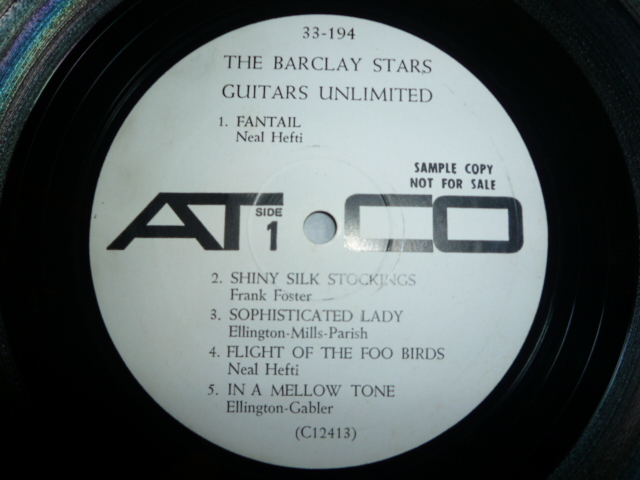 33-194
THE BARCLAY STARS
GUITARS UNLIMITED
1. FANTAIL
Neal Hefti
SAMPLE COPY
NOT FOR SALE
ATCO
SIDE
1
2. SHINY SILK STOCKINGS
Frank Foster
3. SOPHISTICATED LADY
Ellington-Mills-Parish
4. FLIGHT OF THE FOO BIRDS
Neal Hefti
5. IN A MELLOW TONE
Ellington-Gabler
(C12413)